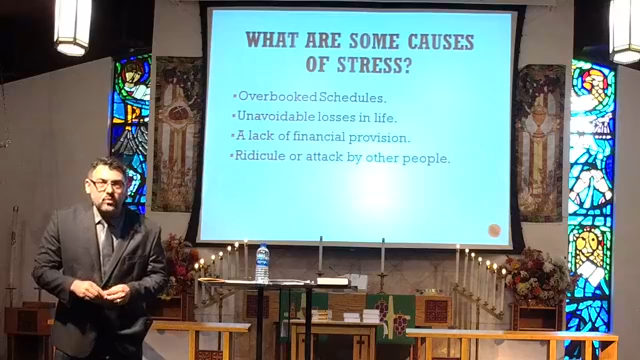 WHAT ARE SOME CAUSES
OF STRESS?
▪Overbooked Schedules.
▪Unavoidable losses in life.
▪A lack of financial provision.
▪Ridicule or attack by other people.